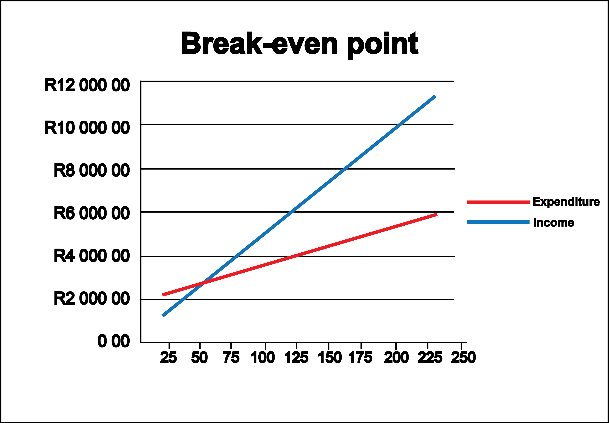 Break-even point
R12 000 00
R10 000 00
R8 000 00
R6 000 00
R4 000 00
R2 000 00
0 00
25 50 75 100 125 150 175 200 225 250
Expenditure
Income